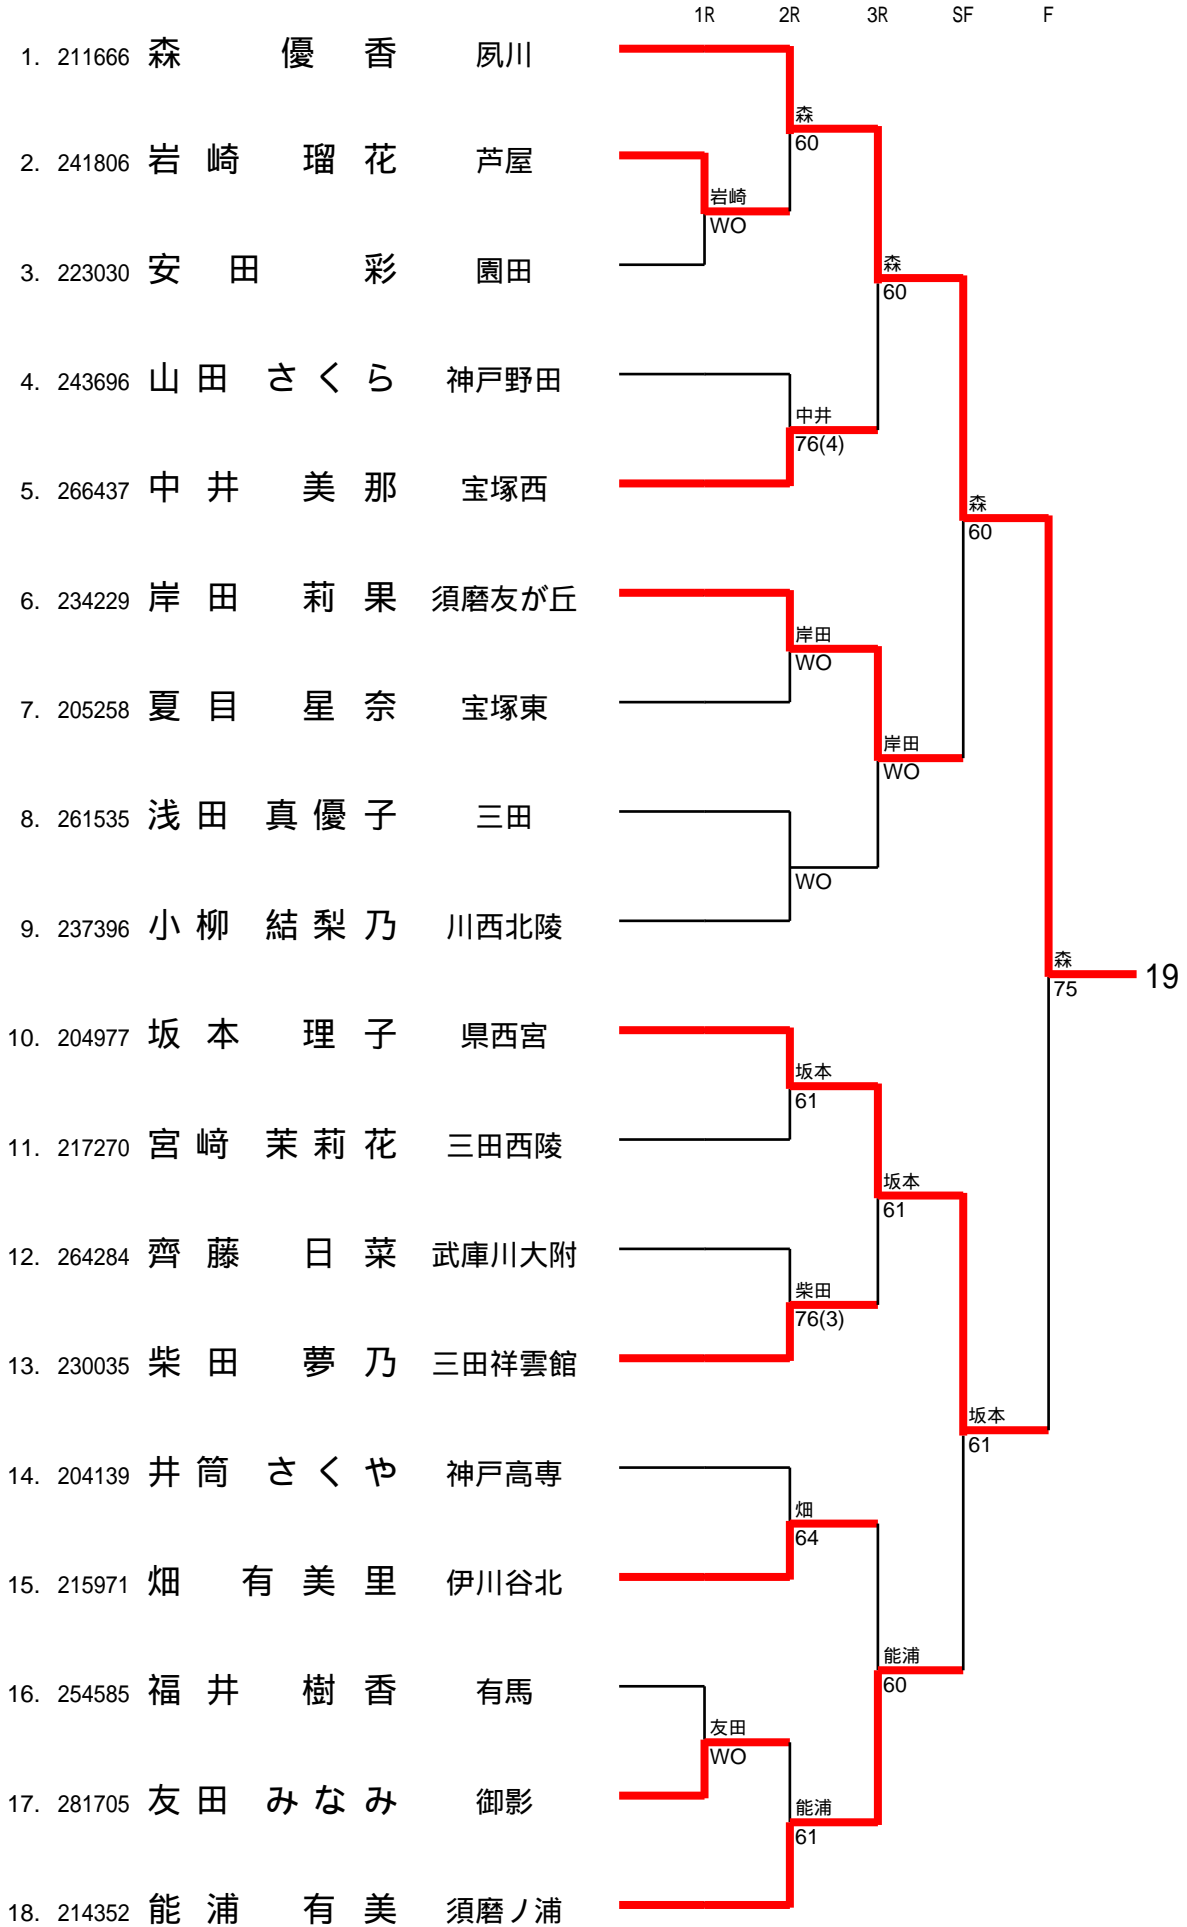 1R 2R 3R SF F
1. 211666 森 優 香 夙川
森
60
2. 241806 岩 崎 瑠 花 芦屋
岩崎
WO
3. 223030 安 田 彩 園田
森
60
4. 243696 山 田 さ く ら 神戸野田
中井
76(4)
5. 266437 中 井 美 那 宝塚西
森
60
6. 234229 岸 田 莉 果 須磨友が丘
岸田
WO
7. 205258 夏 目 星 奈 宝塚東
岸田
WO
8. 261535 浅 田 真 優 子 三田
WO
9. 237396 小 柳 結 梨 乃 川西北陵
森
75
19
10. 204977 坂 本 理 子 県西宮
坂本
61
11. 217270 宮 﨑 茉 莉 花 三田西陵
坂本
61
12. 264284 齊 藤 日 菜 武庫川大附
柴田
76(3)
13. 230035 柴 田 夢 乃 三田祥雲館
坂本
61
14. 204139 井 筒 さ く や 神戸高専
畑
64
15. 215971 畑 有 美 里 伊川谷北
能浦
60
16. 254585 福 井 樹 香 有馬
友田
WO
17. 281705 友 田 み な み 御影
能浦
61
18. 214352 能 浦 有 美 須磨ノ浦